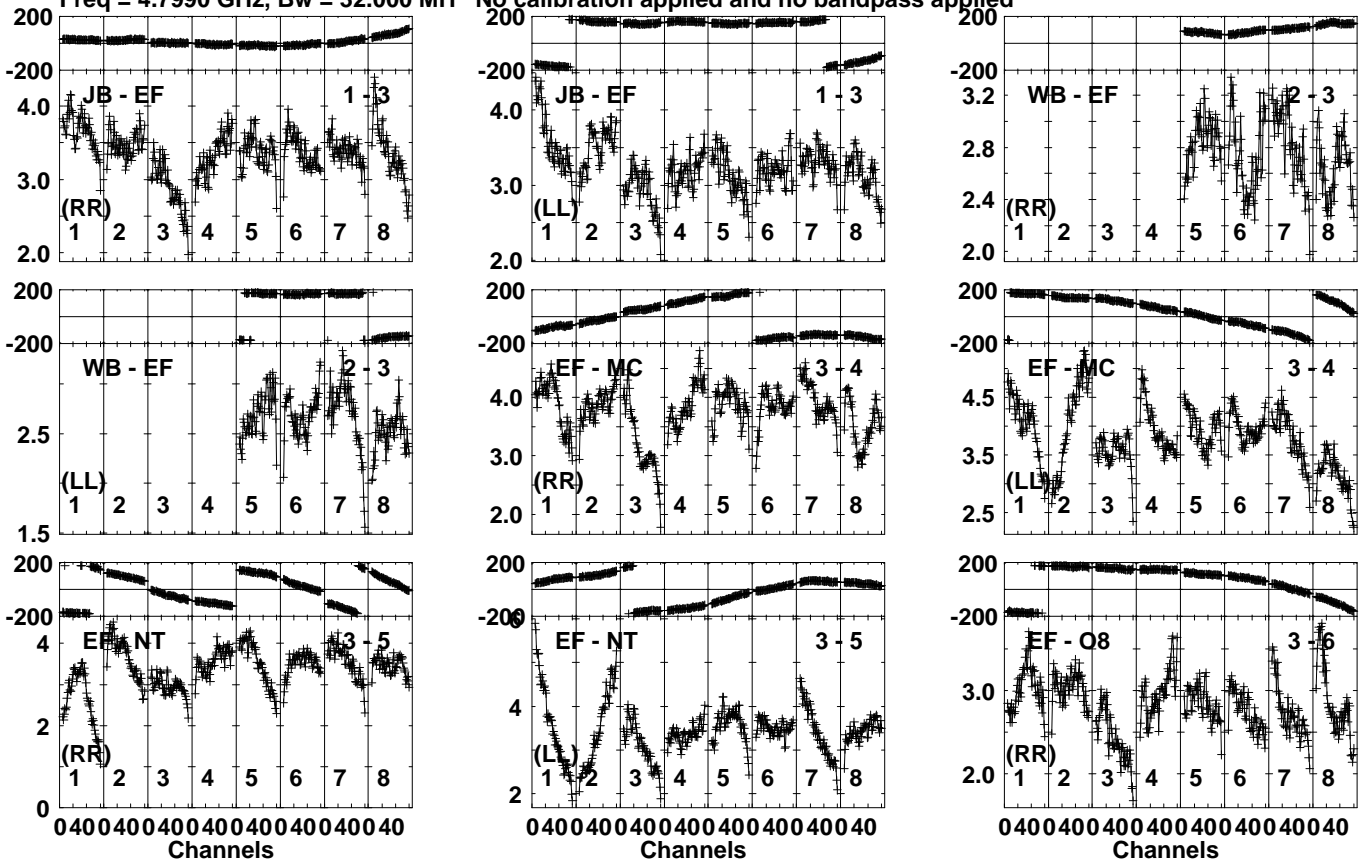 Freq = 4.7990 GHz, Bw = 32.000 MH No calibration applied and no bandpass applied
200
-200
4.0
3.0
2.0
JB - EF 1 - 3
(RR)
1 2 3 4 5 6 7 8
200
-200
4.0
3.0
2.0
JB - EF 1 - 3
(LL)
1 2 3 4 5 6 7 8
200
-200
3.2
2.8
2.4
2.0
WB - EF 2 - 3
(RR)
1 2 3 4 5 6 7 8
200
-200
2.5
1.5
WB - EF 2 - 3
(LL)
1 2 3 4 5 6 7 8
200
-200
4.0
3.0
2.0
EF - MC 3 - 4
(RR)
1 2 3 4 5 6 7 8
200
-200
4.5
3.5
2.5
EF - MC 3 - 4
(LL)
1 2 3 4 5 6 7 8
200
-200
4
2
0
EF - NT 3 - 5
(RR)
1 2 3 4 5 6 7 8
0 40 0 40 0 40 0 40 0 40 0 40 0 40 0 40
Channels
200
-200
6
4
2
EF - NT 3 - 5
(LL)
1 2 3 4 5 6 7 8
0 40 0 40 0 40 0 40 0 40 0 40 0 40 0 40
Channels
200
-200
3.0
2.0
EF - O8 3 - 6
(RR)
1 2 3 4 5 6 7 8
0 40 0 40 0 40 0 40 0 40 0 40 0 40 0 40
Channels